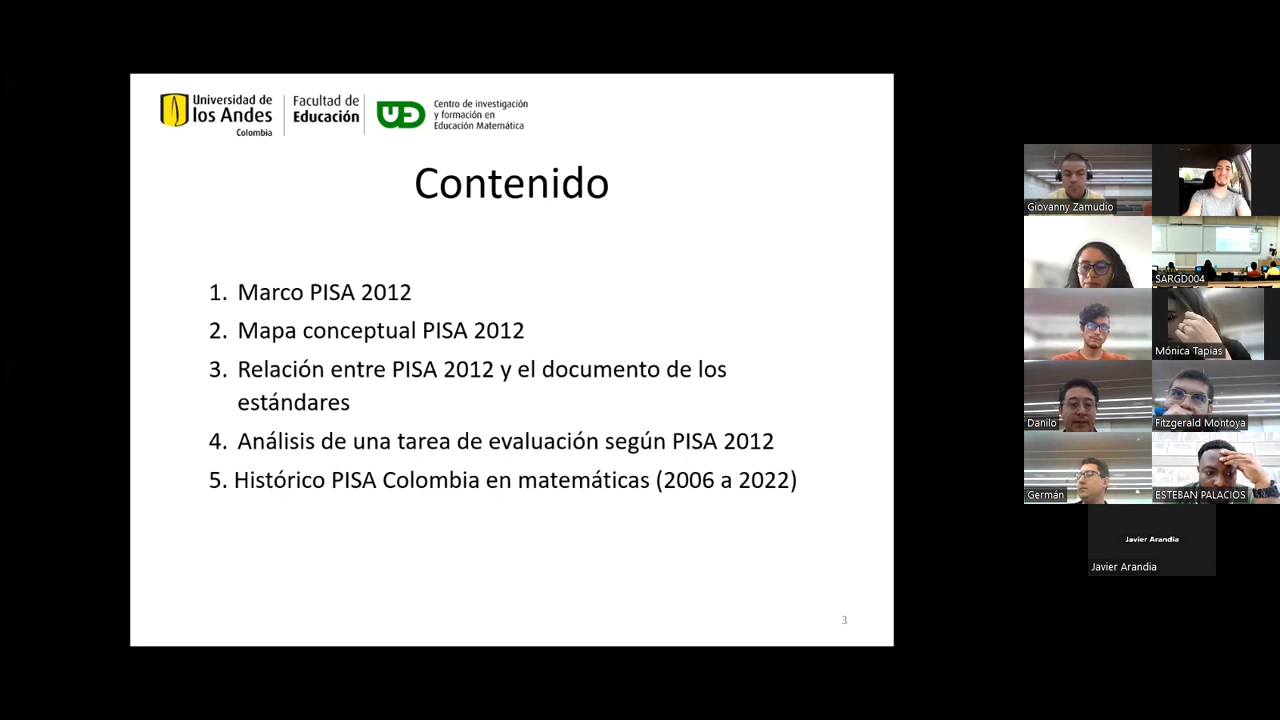 Universidad de
los Andes
Colombia
Facultad de
Educación
UD
Centro de investigación
y formación en
Educación Matemática
Contenido
1. Marco PISA 2012
2. Mapa conceptual PISA 2012
3. Relación entre PISA 2012 y el documento de los
estándares
4. Análisis de una tarea de evaluación según PISA 2012
5. Histórico PISA Colombia en matemáticas (2006 a 2022)
3
Giovanny Zamudio
SARGD004
Mónica Tapias
Danilo
Fitzgerald Montoya
Germán
ESTEBAN PALACIOS
Javier Arandia
Javier Arandia